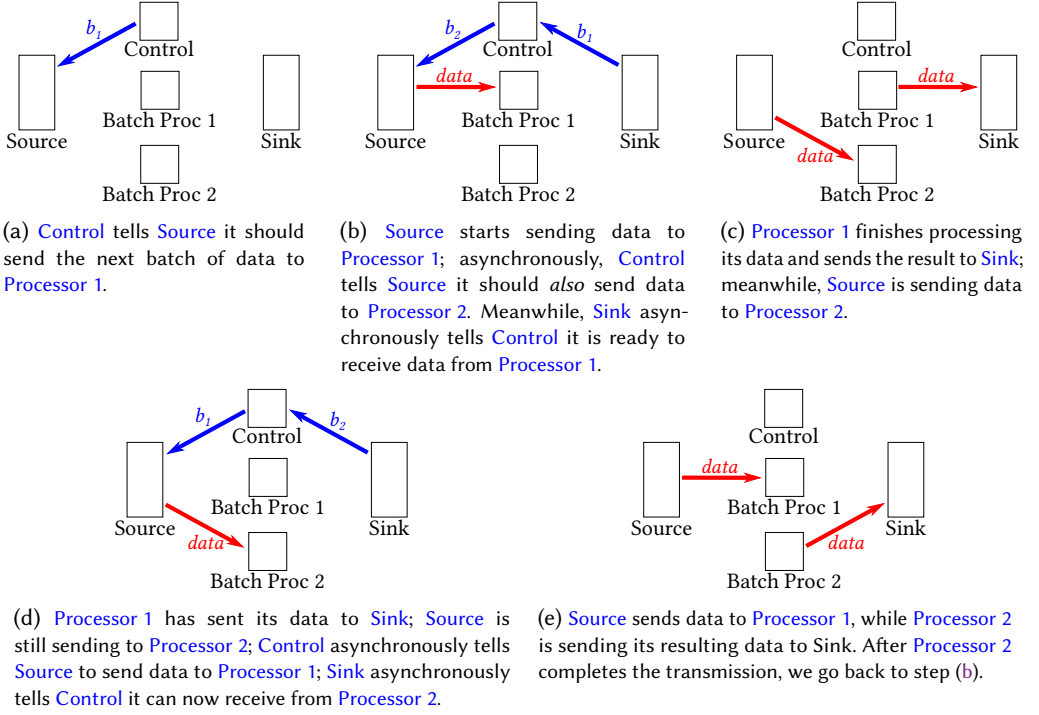 b1
Control
Source
Batch Proc 1
Sink
Batch Proc 2
(a) Control tells Source it should
send the next batch of data to
Processor 1.
b2
b1
Control
data
Source
Batch Proc 1
Sink
Batch Proc 2
(b) Source starts sending data to
Processor 1; asynchronously, Control
tells Source it should also send data
to Processor 2. Meanwhile, Sink asyn-
chronously tells Control it is ready to
receive data from Processor 1.
Control
data
Source
Batch Proc 1
Sink
data
Batch Proc 2
(c) Processor 1 finishes processing
its data and sends the result to Sink;
meanwhile, Source is sending data
to Processor 2.
b1
b2
Control
Batch Proc 1
Source
Sink
data
Batch Proc 2
(d) Processor 1 has sent its data to Sink; Source is
still sending to Processor 2; Control asynchronously tells
Source to send data to Processor 1; Sink asynchronously
tells Control it can now receive from Processor 2.
Control
data
Batch Proc 1
Source
Sink
data
Batch Proc 2
(e) Source sends data to Processor 1, while Processor 2
is sending its resulting data to Sink. After Processor 2
completes the transmission, we go back to step (b).